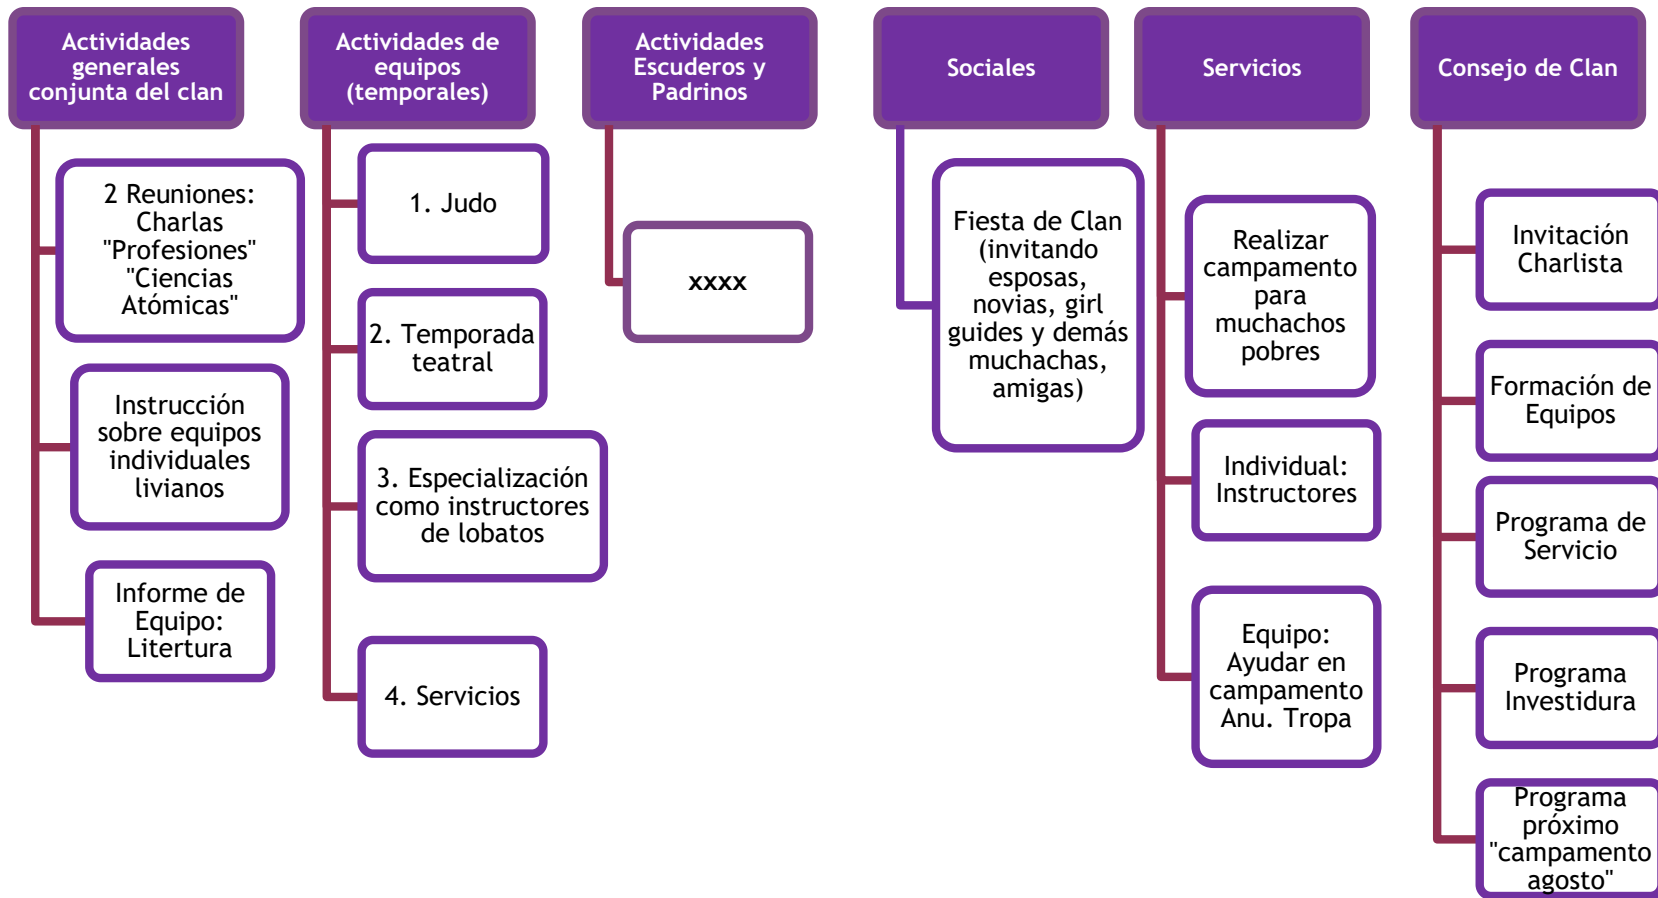 Actividades
generales
conjunta del clan
2 Reuniones:
Charlas
"Profesiones"
"Ciencias
Atómicas"
Instrucción
sobre equipos
individuales
livianos
Informe de
Equipo:
Litertura
Actividades de
equipos
(temporales)
1. Judo
2. Temporada
teatral
3. Especialización
como instructores
de lobatos
4. Servicios
Actividades
Escuderos y
Padrinos
xxxx
Sociales
Fiesta de Clan
(invitando
esposas,
novias, girl
guides y demás
muchachas,
amigas)
Servicios
Realizar
campamento
para
muchachos
pobres
Individual:
Instructores
Equipo:
Ayudar en
campamento
Anu. Tropa
Consejo de Clan
Invitación
Charlista
Formación de
Equipos
Programa de
Servicio
Programa
Investidura
Programa
próximo
"campamento
agosto"